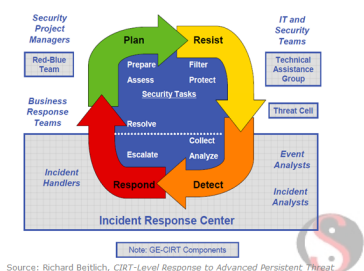 Security
Project
Managers
Plan
Resist
IT and
Security
Teams
Red-Blue
Team
Prepare
Assess
Filter
Protect
Technical
Assistance
Group
Security Tasks
Business
Response
Teams
Threat Cell
Resolve
Escalate
Collect
Analyze
Incident
Handlers
Event
Analysts
Incident
Analysts
Respond
Detect
Incident Response Center
Note: GE-CIRT Components
Source: Richard Beitlich, CIRT-Level Response to Advanced Persistent Threat